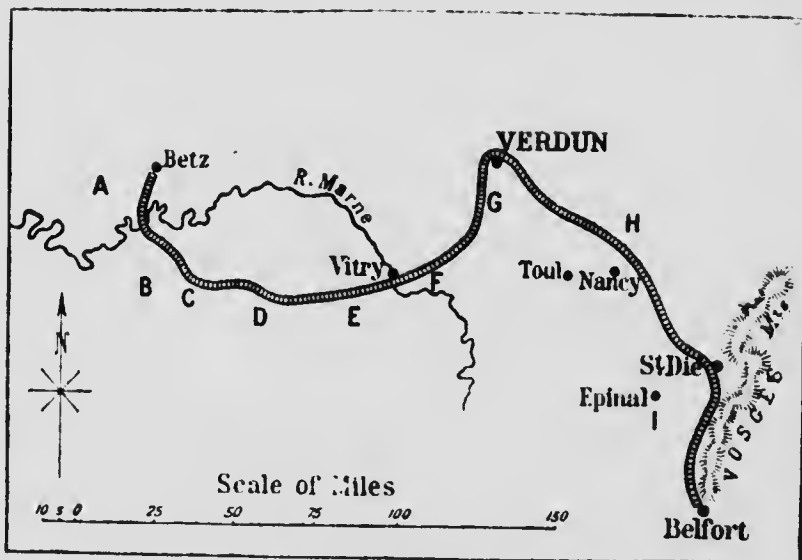 VERDUN
Betz
A
R. Marne
G
H
Vitry
F
Toul
Nancy
B
C
D
E
N
St Die
Epinal
I
VOSGES
Mts
Scale of Miles
10 5 0 25 50 75 100 150
Belfort